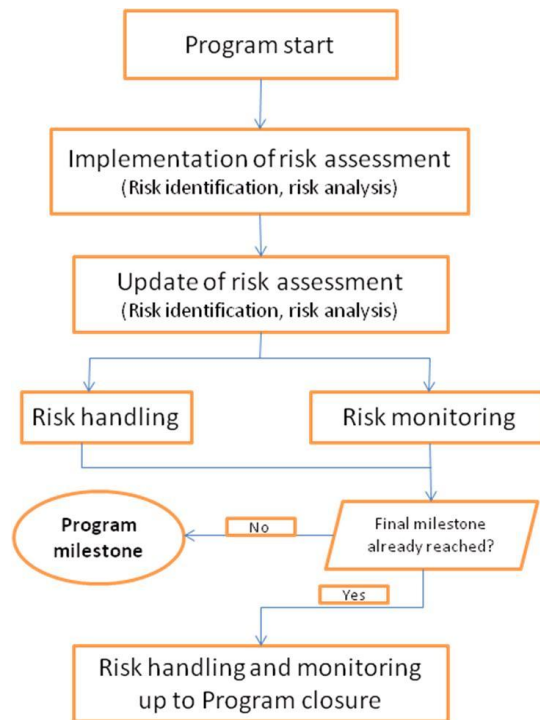 Program start
Implementation of risk assessment
(Risk identification, risk analysis)
Update of risk assessment
(Risk identification, risk analysis)
Risk handling
Risk monitoring
Program
milestone
No
Final milestone
already reached?
Yes
Risk handling and monitoring
up to Program closure